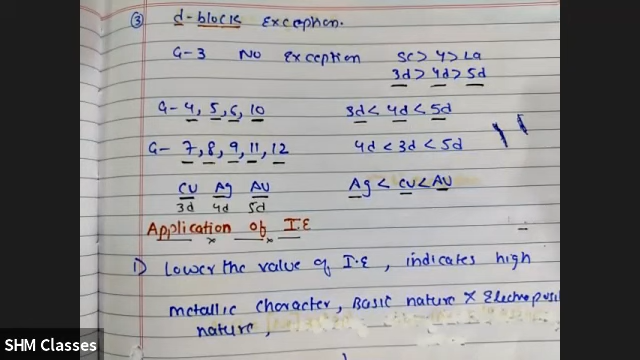 ③ d-block Exception.
G-3 No Exception Sc > Y > La
3d > 4d > 5d
G-4, 5, 6, 10 3d < 4d < 5d
G-7, 8, 9, 11, 12 4d < 3d < 5d
Cu Ag Au Ag < Cu < Au
3d 4d 5d
Application of I.E
1) Lower the value of I.E, indicates high
metallic character, Basic nature x Electroposi
nature,
SHM Classes